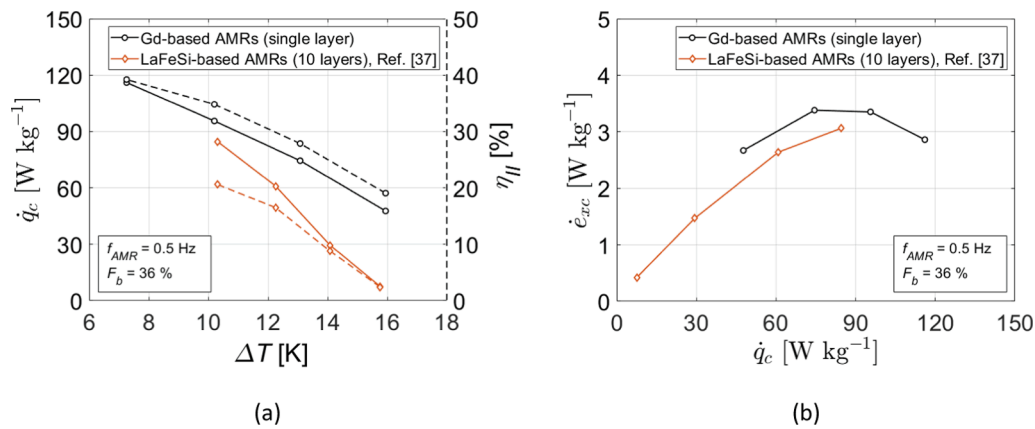 150
120
90
60
30
0
q̇c [W kg−1]
Gd-based AMRs (single layer)
LaFeSi-based AMRs (10 layers), Ref. [37]
fAMR = 0.5 Hz
Fb = 36 %
50
40
30
20
10
0
ηII [%]
6 8 10 12 14 16 18
ΔT [K]
(a)
5
4
3
2
1
0
ėxc [W kg−1]
Gd-based AMRs (single layer)
LaFeSi-based AMRs (10 layers), Ref. [37]
fAMR = 0.5 Hz
Fb = 36 %
0 30 60 90 120 150
q̇c [W kg−1]
(b)